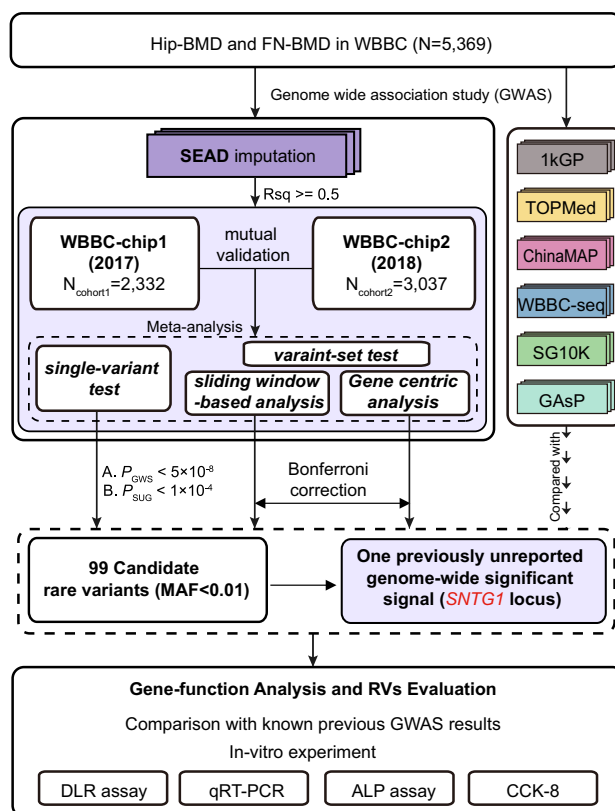 Hip-BMD and FN-BMD in WBBC (N=5,369)
Genome wide association study (GWAS)
SEAD imputation
Rsq >= 0.5
WBBC-chip1
(2017)
Ncohort1=2,332
mutual
validation
WBBC-chip2
(2018)
Ncohort2=3,037
Meta-analysis
single-variant
test
varaint-set test
sliding window
-based analysis
Gene centric
analysis
1kGP
TOPMed
ChinaMAP
WBBC-seq
SG10K
GAsP
A. PGWS < 5×10⁻⁸
B. PSUG < 1×10⁻⁴
Bonferroni
correction
Compared with
99 Candidate
rare variants (MAF<0.01)
One previously unreported
genome-wide significant
signal (SNTG1 locus)
Gene-function Analysis and RVs Evaluation
Comparison with known previous GWAS results
In-vitro experiment
DLR assay
qRT-PCR
ALP assay
CCK-8